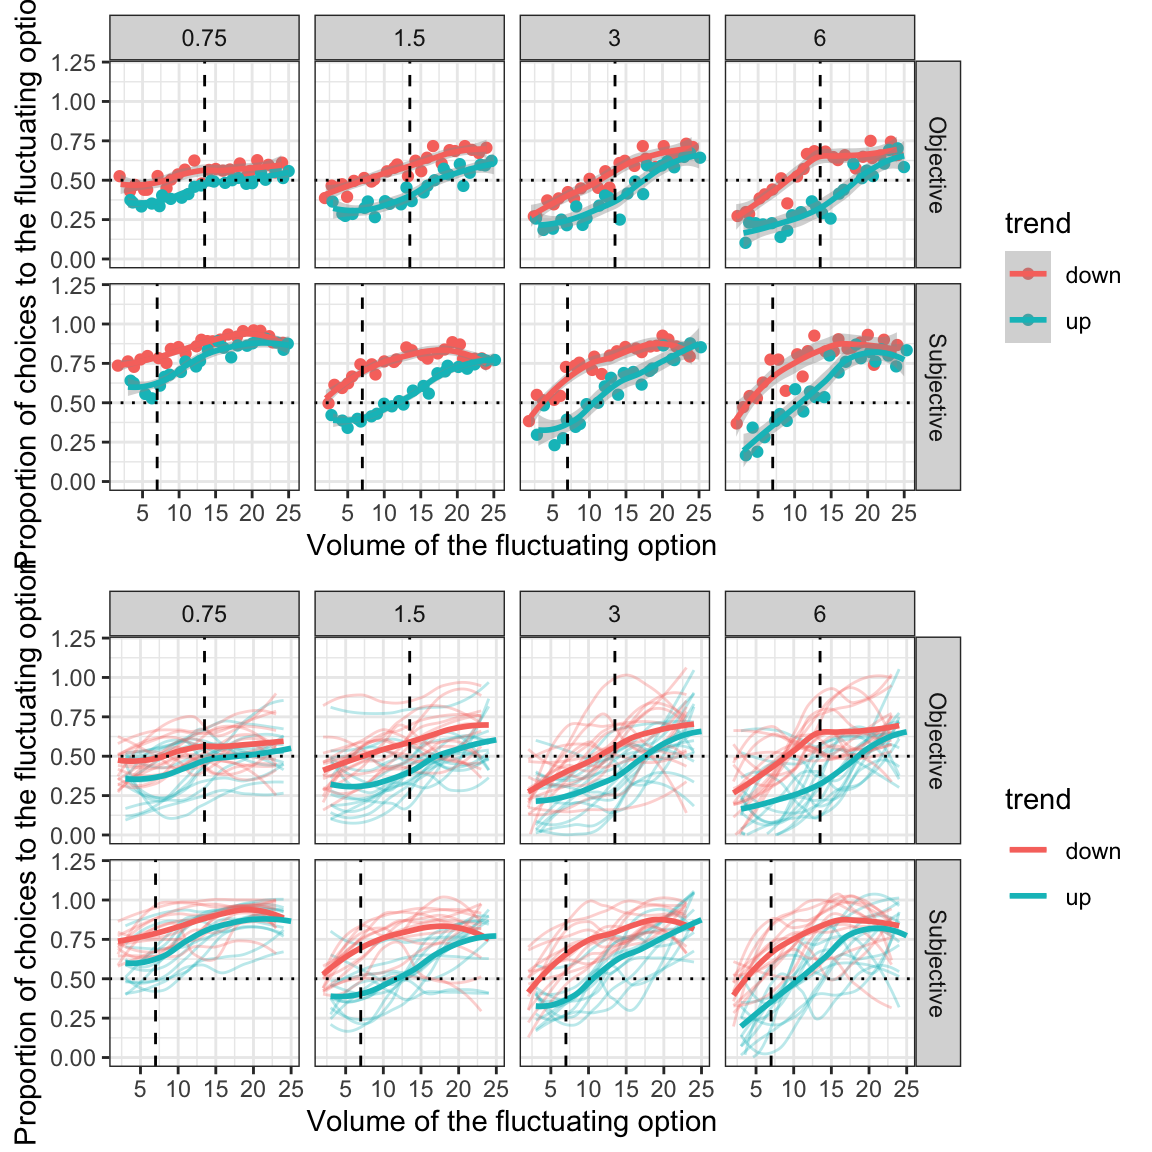 0.75 1.5 3 6
Proportion of choices to the fluctuating optio
1.25
1.00
0.75
0.50
0.25
0.00
Objective
1.25
1.00
0.75
0.50
0.25
0.00
Subjective
5 10 15 20 25 5 10 15 20 25 5 10 15 20 25 5 10 15 20 25
Volume of the fluctuating option
trend
down
up
0.75 1.5 3 6
Proportion of choices to the fluctuating option
1.25
1.00
0.75
0.50
0.25
0.00
Objective
1.25
1.00
0.75
0.50
0.25
0.00
Subjective
5 10 15 20 25 5 10 15 20 25 5 10 15 20 25 5 10 15 20 25
Volume of the fluctuating option
trend
down
up